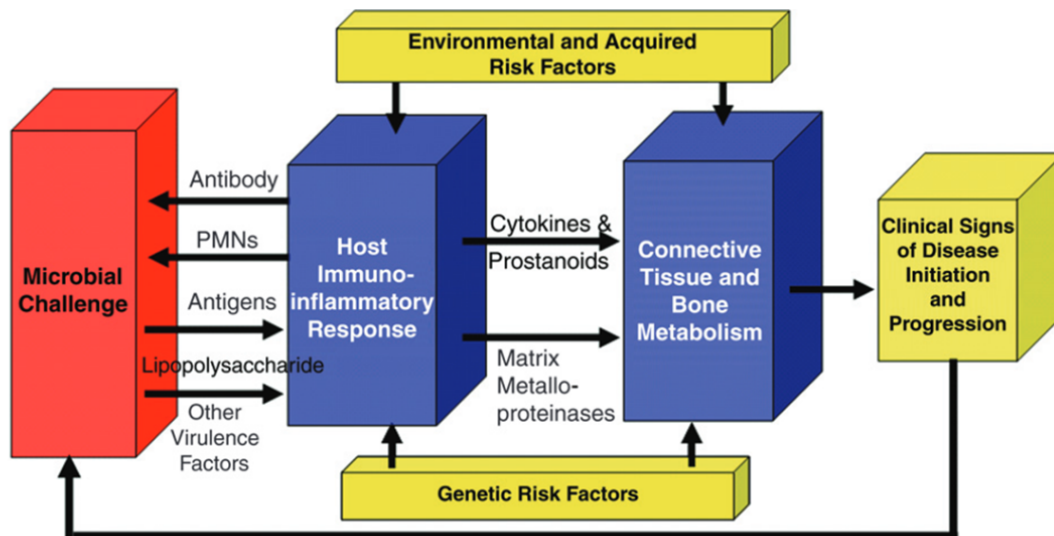 Environmental and Acquired
Risk Factors
Microbial
Challenge
Antibody
PMNs
Antigens
Lipopolysaccharide
Other
Virulence
Factors
Host
Immuno-
inflammatory
Response
Cytokines &
Prostanoids
Matrix
Metallo-
proteinases
Connective
Tissue and
Bone
Metabolism
Clinical Signs
of Disease
Initiation
and
Progression
Genetic Risk Factors